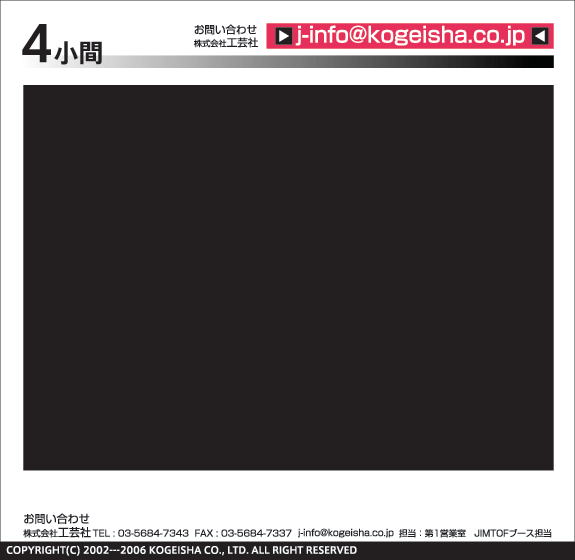 4小間
お問い合わせ
株式会社工芸社
j-info@kogeisha.co.jp
お問い合わせ
株式会社工芸社 TEL : 03-5684-7343 FAX : 03-5684-7337 j-info@kogeisha.co.jp 担当：第1営業室 JIMTOFブース担当
COPYRIGHT(C) 2002---2006 KOGEISHA CO., LTD. ALL RIGHT RESERVED